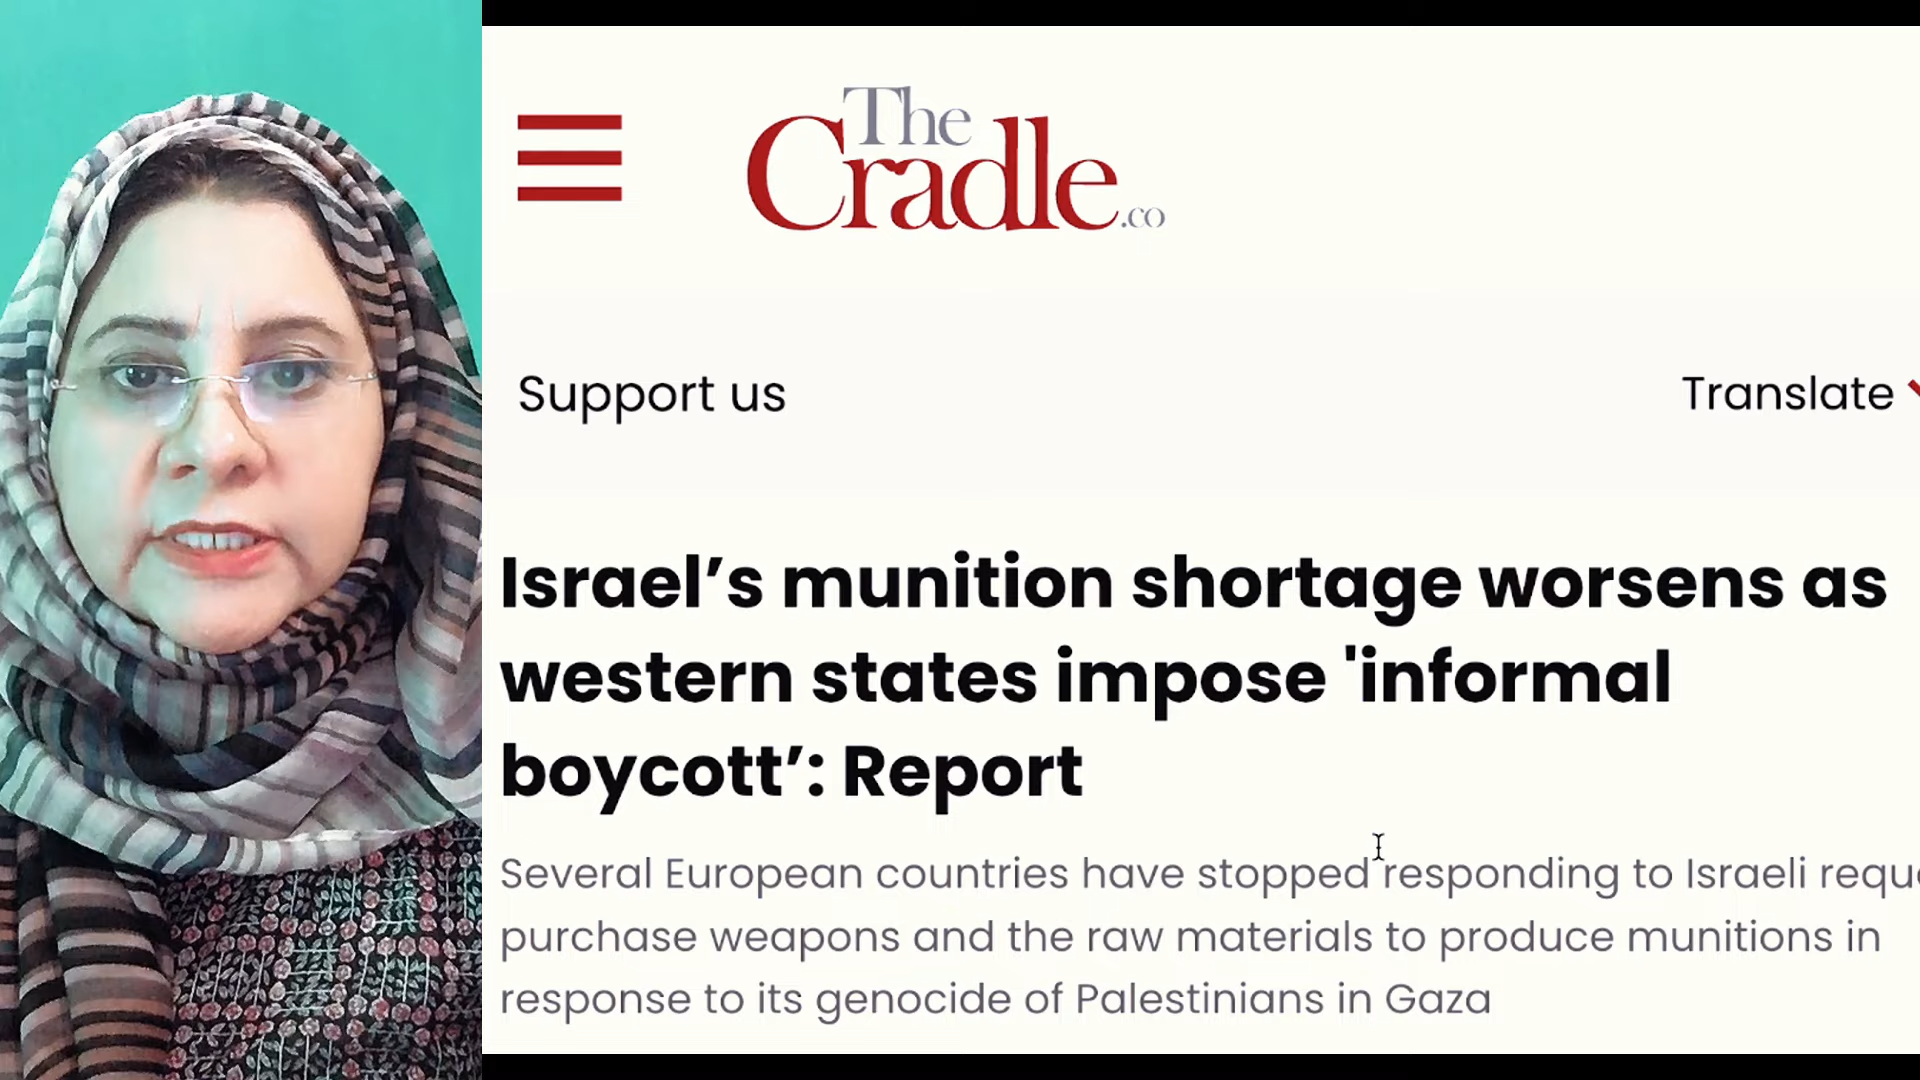 The
Cradle.co
Support us
Translate
Israel’s munition shortage worsens as
western states impose 'informal
boycott’: Report
Several European countries have stopped responding to Israeli
purchase weapons and the raw materials to produce munitions in
response to its genocide of Palestinians in Gaza